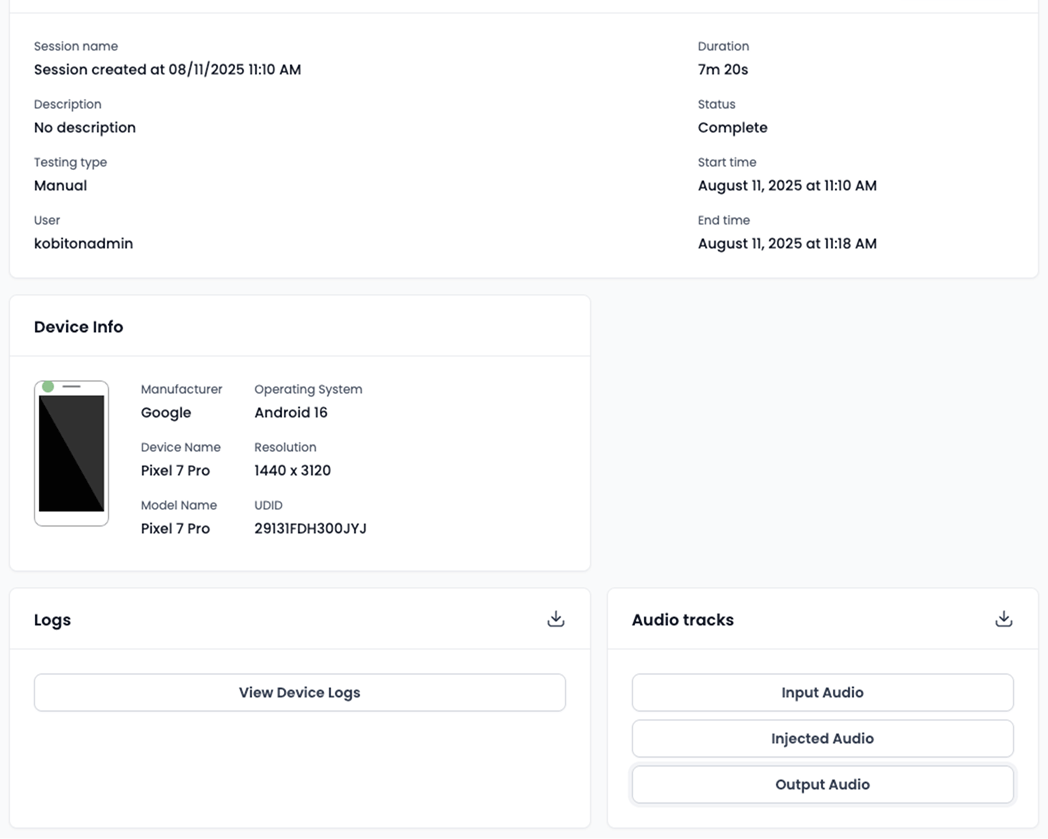 Session name
Session created at 08/11/2025 11:10 AM
Description
No description
Testing type
Manual
User
kobitonadmin
Duration
7m 20s
Status
Complete
Start time
August 11, 2025 at 11:10 AM
End time
August 11, 2025 at 11:18 AM
Device Info
Manufacturer
Google
Device Name
Pixel 7 Pro
Model Name
Pixel 7 Pro
Operating System
Android 16
Resolution
1440 x 3120
UDID
29131FDH300JYJ
Logs
View Device Logs
Audio tracks
Input Audio
Injected Audio
Output Audio